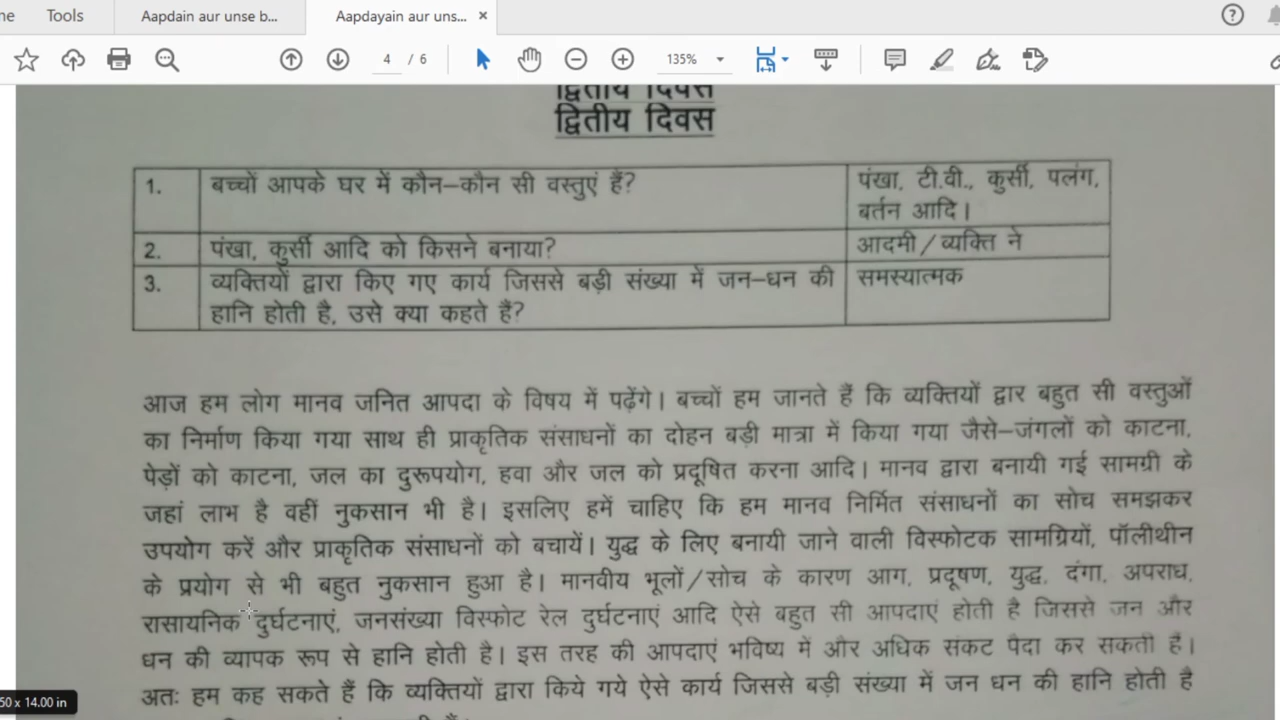 ne Tools Aapdain aur unse b... Aapdayain aur uns... ×
4 / 6 135%
द्वितीय दिवस
द्वितीय दिवस
1. बच्चों आपके घर में कौन–कौन सी वस्तुएं हैं? पंखा, टी.वी., कुर्सी, पलंग,
बर्तन आदि।
2. पंखा, कुर्सी आदि को किसने बनाया? आदमी/व्यक्ति ने
3. व्यक्तियों द्वारा किए गए कार्य जिससे बड़ी संख्या में जन–धन की समस्यात्मक
हानि होती है, उसे क्या कहते हैं?
आज हम लोग मानव जनित आपदा के विषय में पढ़ेंगे। बच्चों हम जानते हैं कि व्यक्तियों द्वार बहुत सी वस्तुओं
का निर्माण किया गया साथ ही प्राकृतिक संसाधनों का दोहन बड़ी मात्रा में किया गया जैसे–जंगलों को काटना,
पेड़ों को काटना, जल का दुरूपयोग, हवा और जल को प्रदूषित करना आदि। मानव द्वारा बनायी गई सामग्री के
जहां लाभ है वहीं नुकसान भी है। इसलिए हमें चाहिए कि हम मानव निर्मित संसाधनों का सोच समझकर
उपयोग करें और प्राकृतिक संसाधनों को बचायें। युद्ध के लिए बनायी जाने वाली विस्फोटक सामग्रियों, पॉलीथीन
के प्रयोग से भी बहुत नुकसान हुआ है। मानवीय भूलों/सोच के कारण आग, प्रदूषण, युद्ध, दंगा, अपराध,
रासायनिक दुर्घटनाएं, जनसंख्या विस्फोट रेल दुर्घटनाएं आदि ऐसे बहुत सी आपदाएं होती है जिससे जन और
धन की व्यापक रूप से हानि होती है। इस तरह की आपदाएं भविष्य में और अधिक संकट पैदा कर सकती हैं।
अतः हम कह सकते हैं कि व्यक्तियों द्वारा किये गये ऐसे कार्य जिससे बड़ी संख्या में जन धन की हानि होती है
50 x 14.00 in